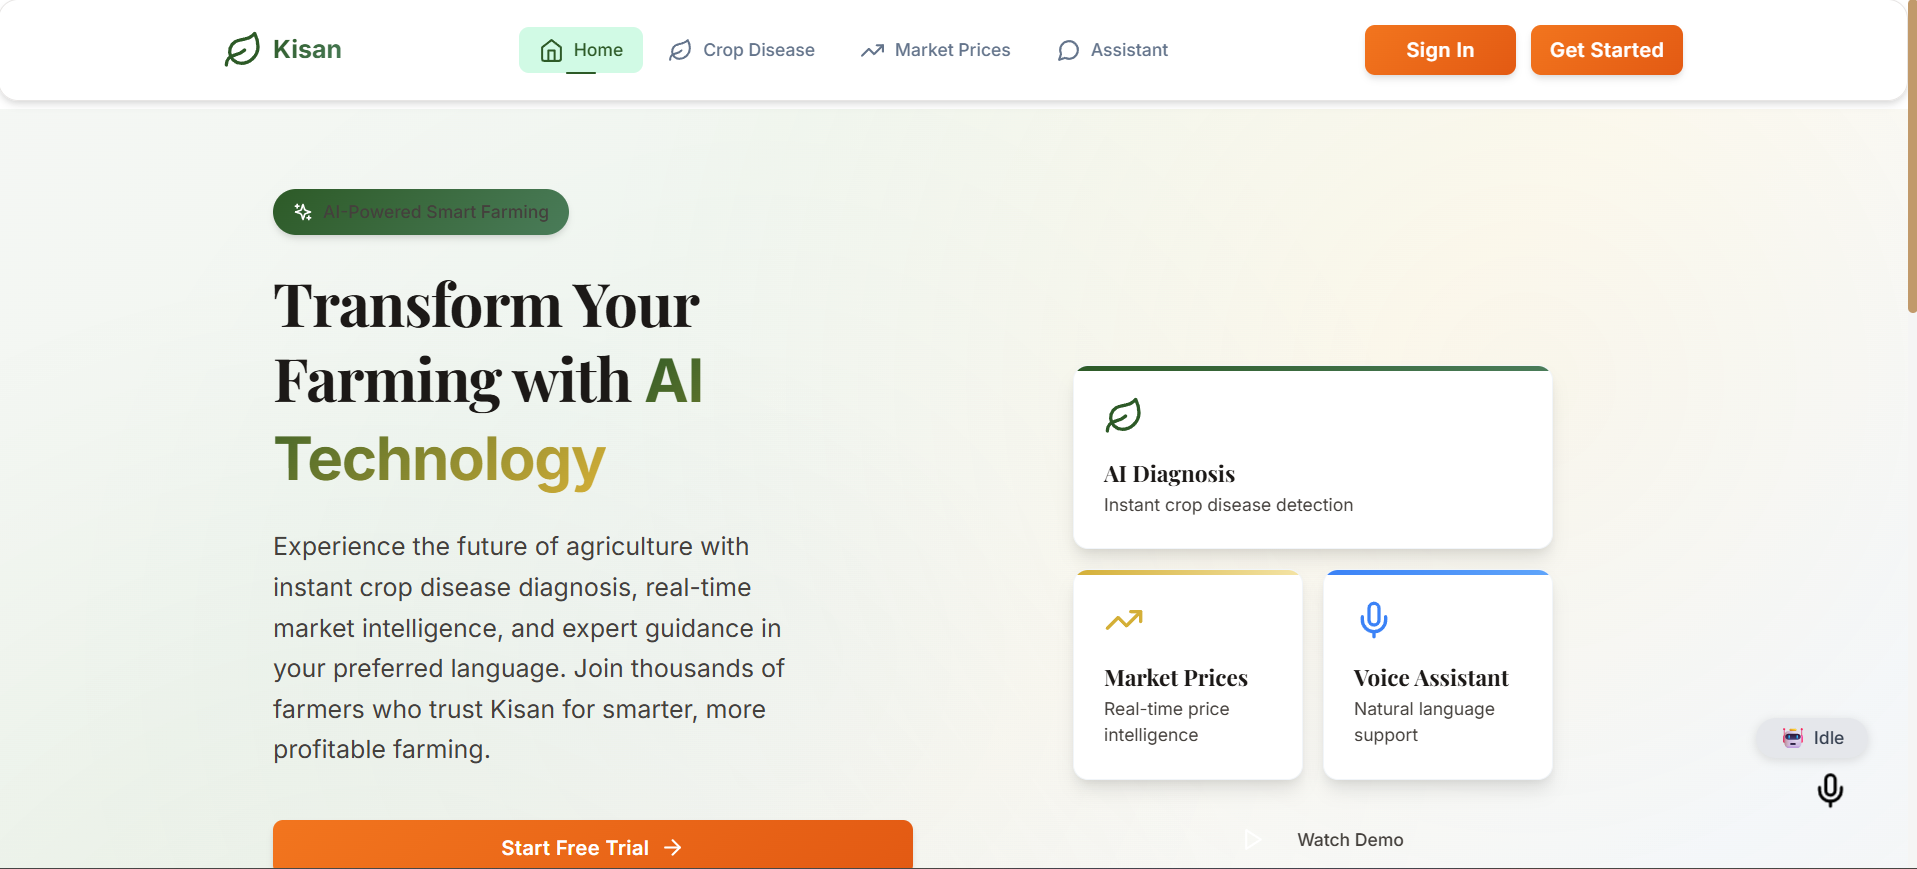 Kisan
Home
Crop Disease
Market Prices
Assistant
Sign In
Get Started
AI-Powered Smart Farming
Transform Your
Farming with AI
Technology
Experience the future of agriculture with
instant crop disease diagnosis, real-time
market intelligence, and expert guidance in
your preferred language. Join thousands of
farmers who trust Kisan for smarter, more
profitable farming.
Start Free Trial
AI Diagnosis
Instant crop disease detection
Market Prices
Real-time price
intelligence
Voice Assistant
Natural language
support
Watch Demo
Idle